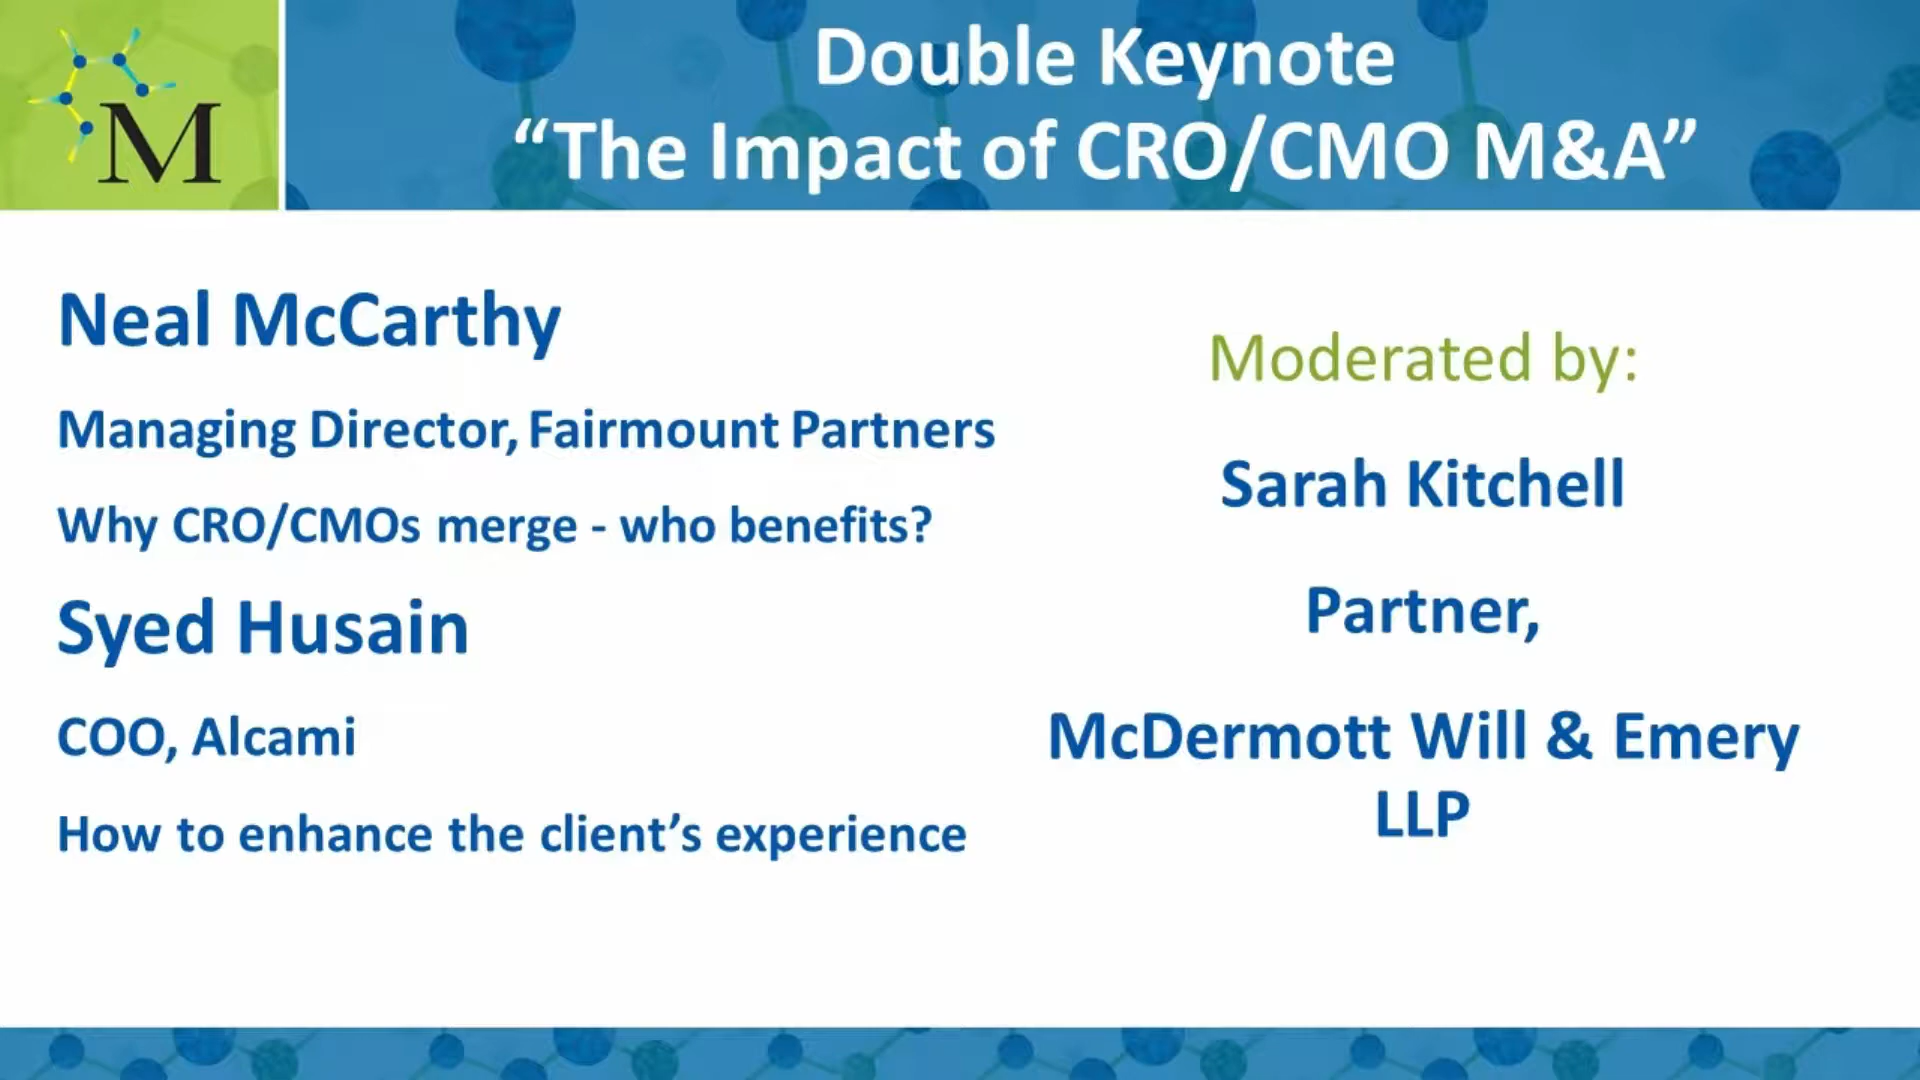 M
Double Keynote
“The Impact of CRO/CMO M&A”
Neal McCarthy
Managing Director, Fairmount Partners
Why CRO/CMOs merge - who benefits?
Syed Husain
COO, Alcami
How to enhance the client’s experience
Moderated by:
Sarah Kitchell
Partner,
McDermott Will & Emery
LLP